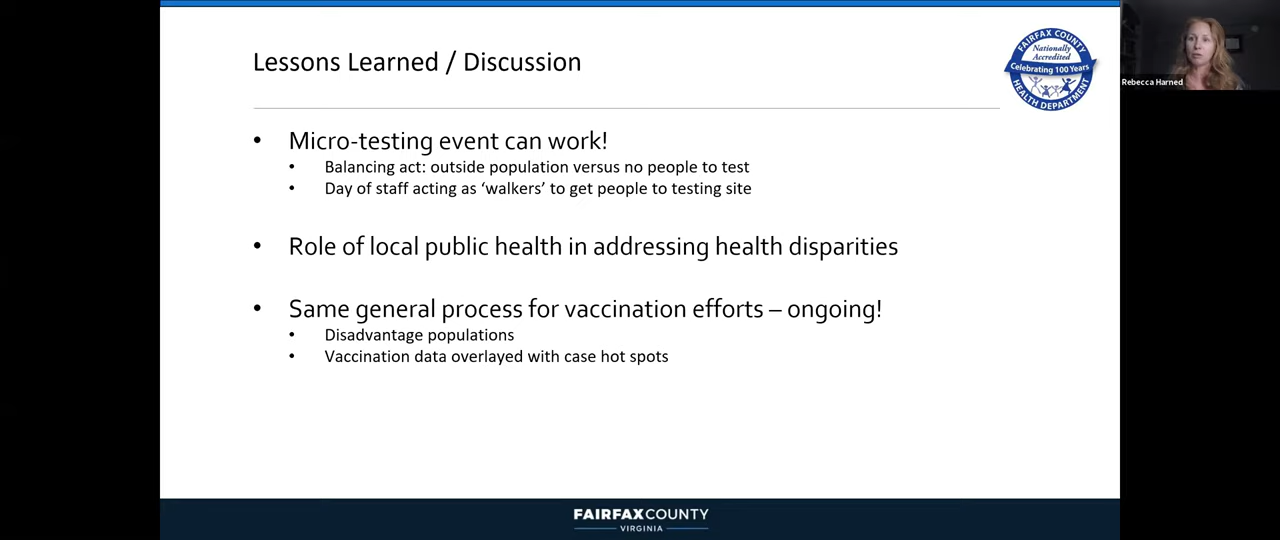 Lessons Learned / Discussion
FAIRFAX COUNTY
Nationally
Accredited
Celebrating 100 Years
HEALTH DEPARTMENT
Rebecca Harned
• Micro-testing event can work!
• Balancing act: outside population versus no people to test
• Day of staff acting as ‘walkers’ to get people to testing site
• Role of local public health in addressing health disparities
• Same general process for vaccination efforts – ongoing!
• Disadvantage populations
• Vaccination data overlayed with case hot spots
FAIRFAXCOUNTY
VIRGINIA